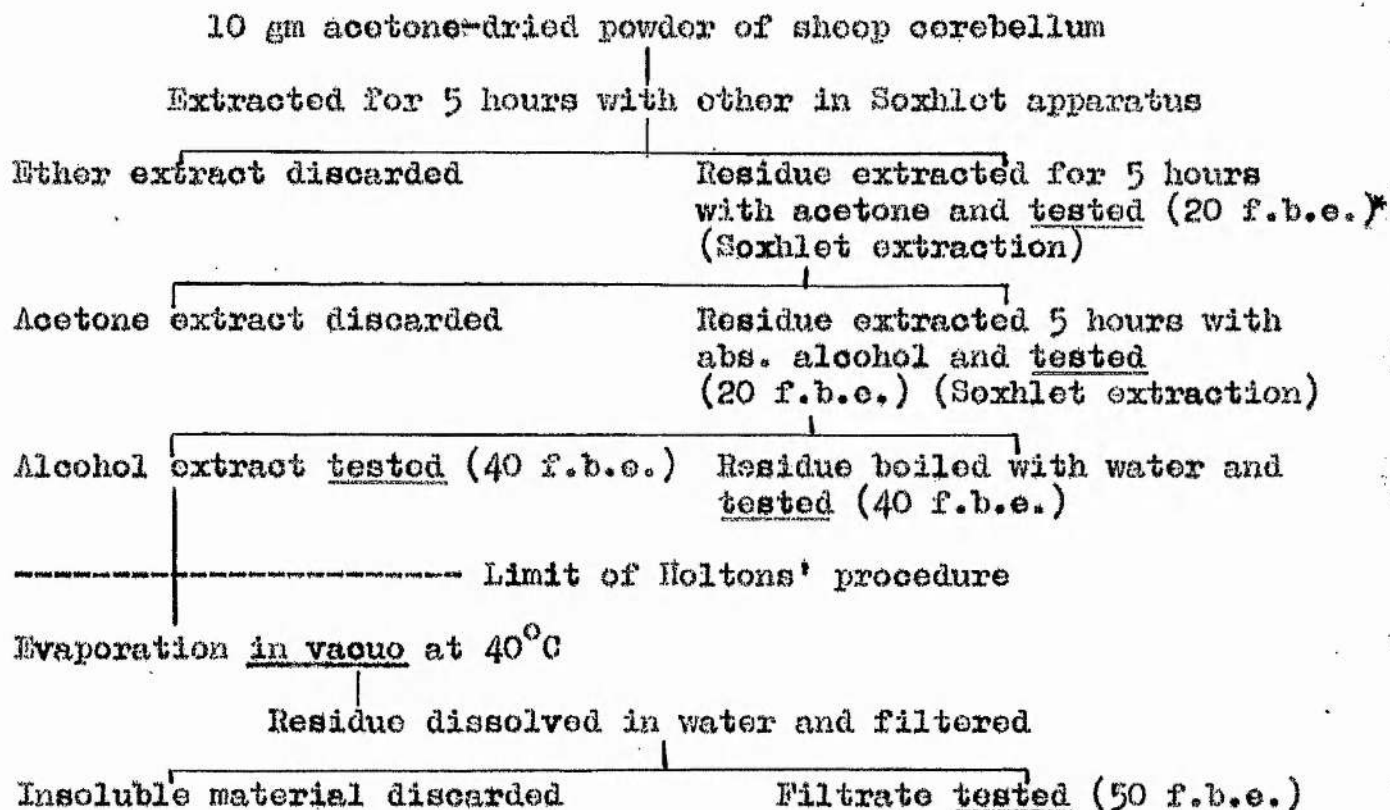 10 gm acetone-dried powder of sheep cerebellum
Extracted for 5 hours with ether in Soxhlet apparatus
Ether extract discarded Residue extracted for 5 hours
with acetone and tested (20 f.b.e.)*
(Soxhlet extraction)
Acetone extract discarded Residue extracted 5 hours with
abs. alcohol and tested
(20 f.b.e.) (Soxhlet extraction)
Alcohol extract tested (40 f.b.e.) Residue boiled with water and
tested (40 f.b.e.)
Limit of Holtons' procedure
Evaporation in vacuo at 40°C
Residue dissolved in water and filtered
Insoluble material discarded Filtrate tested (50 f.b.e.)